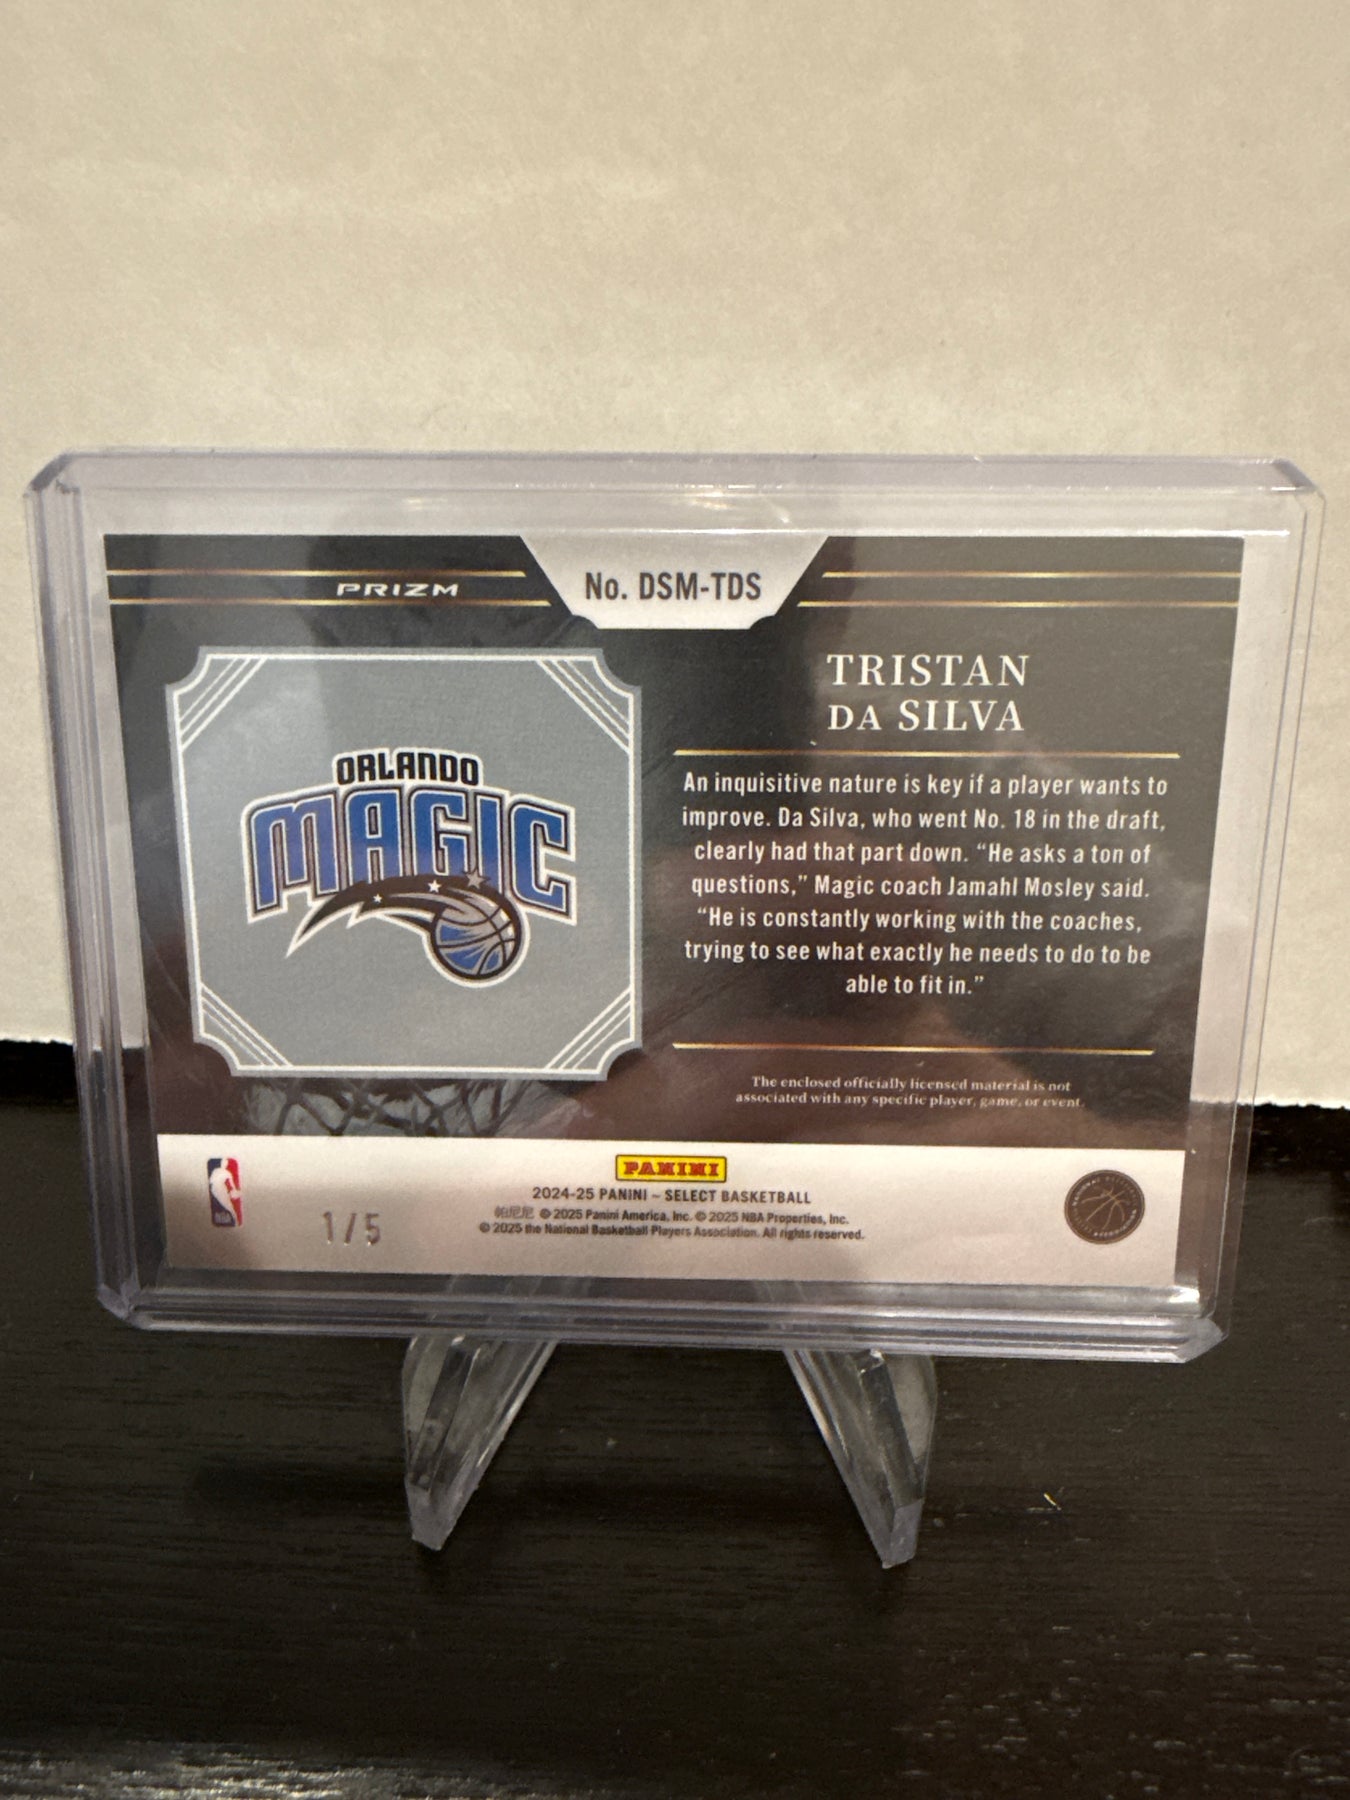 PRIZM
No. DSM-TDS
TRISTAN
DA SILVA
ORLANDO
MAGIC
An inquisitive nature is key if a player wants to
improve. Da Silva, who went No. 18 in the draft,
clearly had that part down. “He asks a ton of
questions,” Magic coach Jamahl Mosley said.
“He is constantly working with the coaches,
trying to see what exactly he needs to do to be
able to fit in.”
The enclosed officially licensed material is not
associated with any specific player, game, or event.
NBA
1/5
PANINI
2024-25 PANINI – SELECT BASKETBALL
帕尼尼 © 2025 Panini America, Inc. © 2025 NBA Properties, Inc.
© 2025 the National Basketball Players Association. All rights reserved.